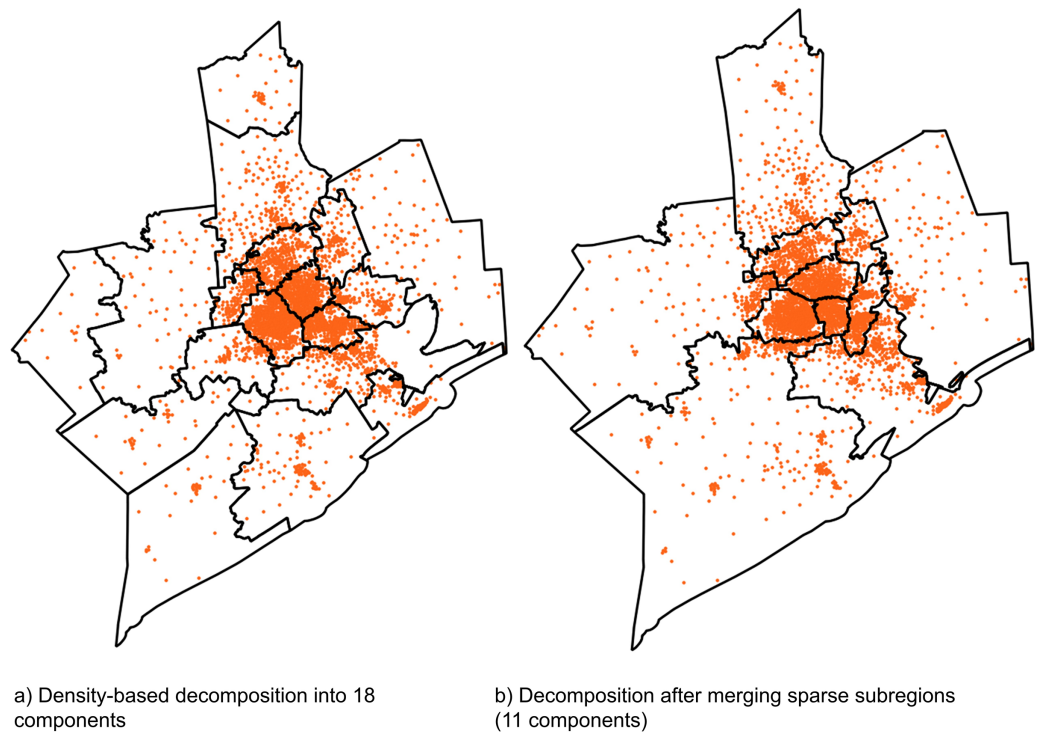 a) Density-based decomposition into 18
components
b) Decomposition after merging sparse subregions
(11 components)